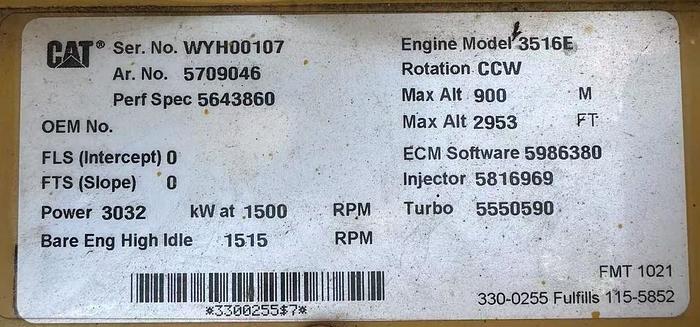 CAT® Ser. No. WYH00107
Ar. No. 5709046
Perf Spec 5643860
OEM No.
FLS (Intercept) 0
FTS (Slope) 0
Power 3032 kW at 1500 RPM
Bare Eng High Idle 1515 RPM
Engine Model 3516E
Rotation CCW
Max Alt 900 M
Max Alt 2953 FT
ECM Software 5986380
Injector 5816969
Turbo 5550590
*3300255$7*
FMT 1021
330-0255 Fulfills 115-5852